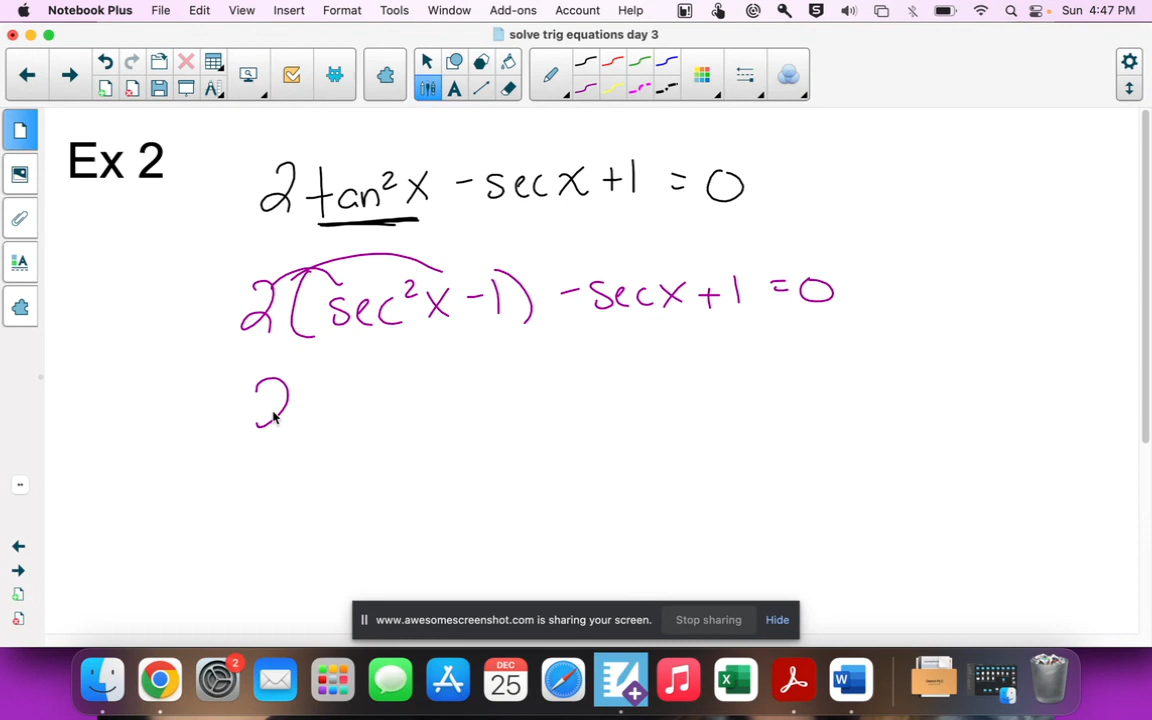 Notebook Plus File Edit View Insert Format Tools Window Add-ons Account Help Sun 4:47 PM
solve trig equations day 3
Ex 2
2 tan²x - sec x + 1 = 0
2(sec²x - 1) - sec x + 1 = 0
2
www.awesomescreenshot.com is sharing your screen. Stop sharing Hide
2
DEC
25